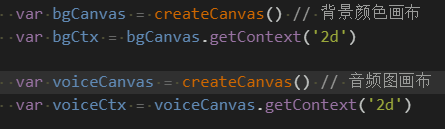 var bgCanvas = createCanvas() // 背景颜色画布
var bgCtx = bgCanvas.getContext('2d')
var voiceCanvas = createCanvas() // 音频图画布
var voiceCtx = voiceCanvas.getContext('2d')